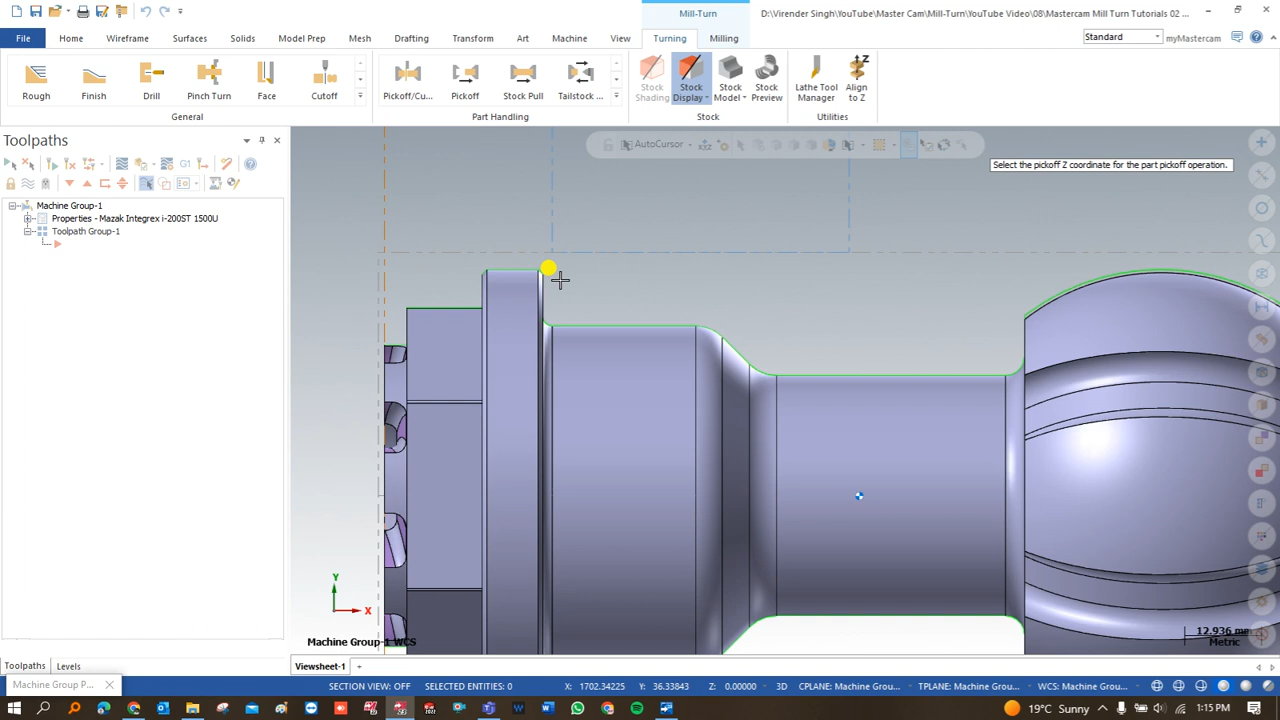 Mill-Turn
D:\Virender Singh\YouTube\Master Cam\Mill-Turn\YouTube Video\08\Mastercam Mill Turn Tutorials 02 ...
File
Home
Wireframe
Surfaces
Solids
Model Prep
Mesh
Drafting
Transform
Art
Machine
View
Turning
Milling
Standard
myMastercam
Rough
Finish
Drill
Pinch Turn
Face
Cutoff
Pickoff/Cu...
Pickoff
Stock Pull
Tailstock ...
Stock
Shading
Stock
Display
Stock
Model
Stock
Preview
Lathe Tool
Manager
Align
to Z
General
Part Handling
Stock
Utilities
Toolpaths
AutoCursor
Select the pickoff Z coordinate for the part pickoff operation.
G1
Machine Group-1
Properties - Mazak Integrex i-200ST 1500U
Toolpath Group-1
Y
X
Machine Group-1 WCS
12.936 mm
Metric
Toolpaths
Levels
Viewsheet-1
+
Machine Group P...
SECTION VIEW: OFF
SELECTED ENTITIES: 0
X: 1702.34225
Y: 36.33843
Z: 0.00000
3D
CPLANE: Machine Grou...
TPLANE: Machine Grou...
WCS: Machine Grou...
19°C Sunny
1:15 PM